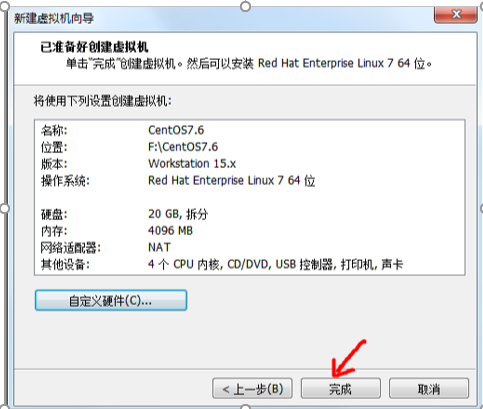 新建虚拟机向导
已准备好创建虚拟机
单击“完成”创建虚拟机。然后可以安装 Red Hat Enterprise Linux 7 64 位。
将使用下列设置创建虚拟机:
名称: CentOS7.6
位置: F:\CentOS7.6
版本: Workstation 15.x
操作系统: Red Hat Enterprise Linux 7 64 位
硬盘: 20 GB, 拆分
内存: 4096 MB
网络适配器: NAT
其他设备: 4 个 CPU 内核, CD/DVD, USB 控制器, 打印机, 声卡
自定义硬件(C)...
< 上一步(B) 完成 取消